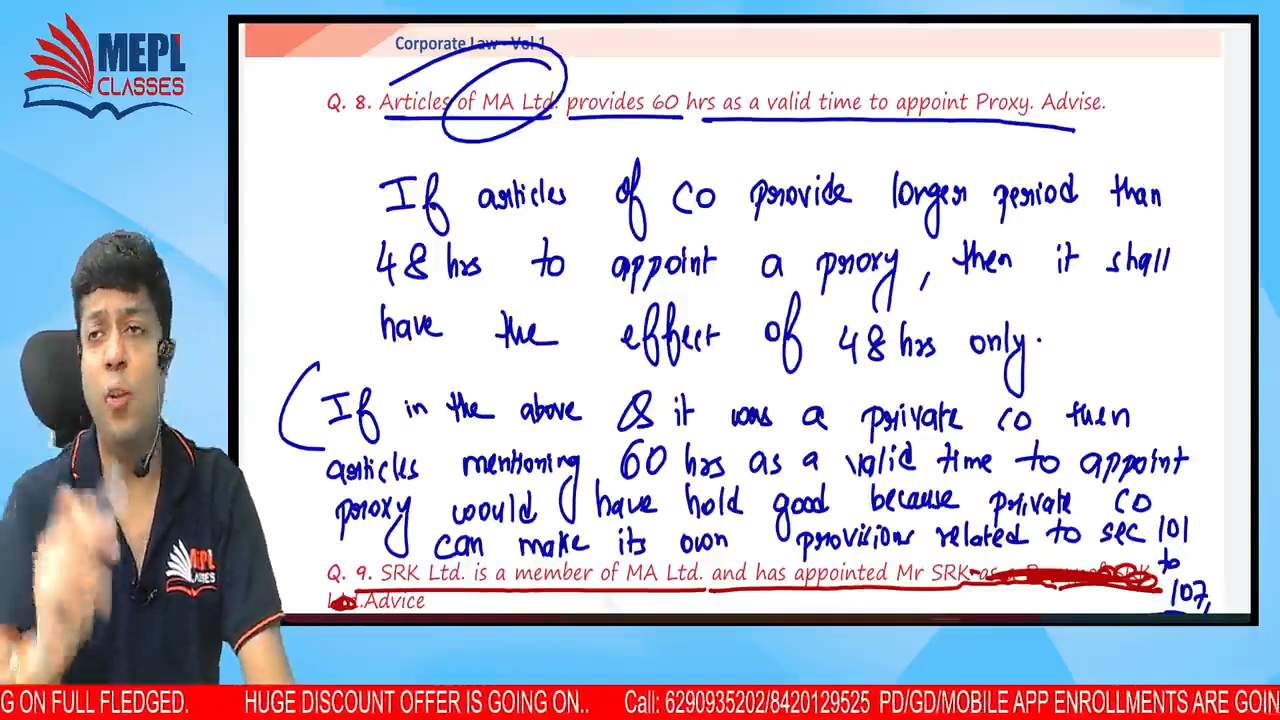 MEPL
CLASSES
Corporate Law - Vol 1
Q. 8. Articles of MA Ltd. provides 60 hrs as a valid time to appoint Proxy. Advise.
If articles of co provide longer period than
48 hrs to appoint a proxy, then it shall
have the effect of 48 hrs only.
If in the above Q it was a private co then
articles mentioning 60 hrs as a valid time to appoint
proxy would have hold good because private co
can make its own provisions related to sec 101
to
107,
Q. 9. SRK Ltd. is a member of MA Ltd. and has appointed Mr SRK
Advice
MEPL
CLASSES
G ON FULL FLEDGED. HUGE DISCOUNT OFFER IS GOING ON.. Call: 6290935202/8420129525 PD/GD/MOBILE APP ENROLLMENTS ARE GOIN